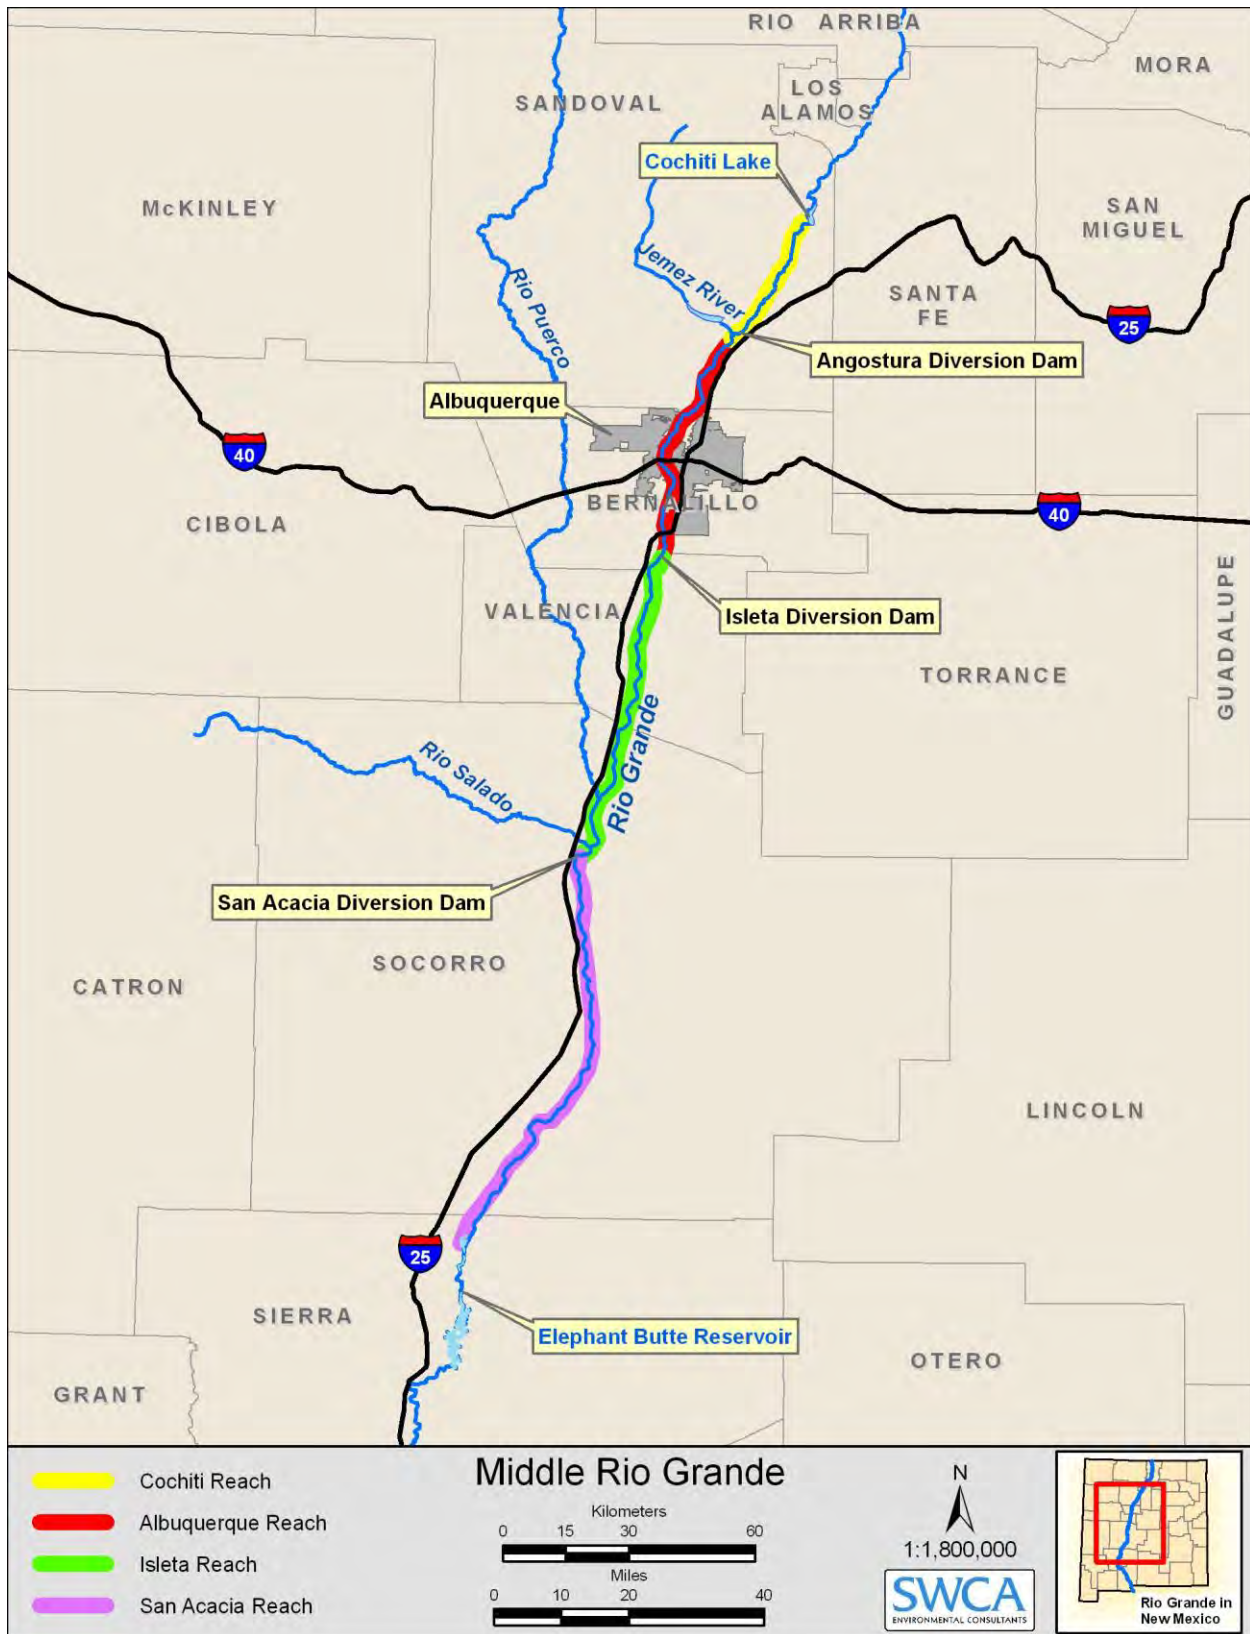 RIO ARRIBA
MORA
LOS
ALAMOS
SANDOVAL
Cochiti Lake
McKINLEY
SAN
MIGUEL
Jemez River
Rio Puerco
SANTA
FE
25
Angostura Diversion Dam
Albuquerque
40
BERNALILLO
40
CIBOLA
GUADALUPE
VALENCIA
Isleta Diversion Dam
TORRANCE
Rio Grande
Rio Salado
San Acacia Diversion Dam
SOCORRO
CATRON
LINCOLN
25
SIERRA
Elephant Butte Reservoir
OTERO
GRANT
Cochiti Reach
Albuquerque Reach
Isleta Reach
San Acacia Reach
Middle Rio Grande
Kilometers
0 15 30 60
Miles
0 10 20 40
N
1:1,800,000
SWCA
ENVIRONMENTAL CONSULTANTS
Rio Grande in
New Mexico